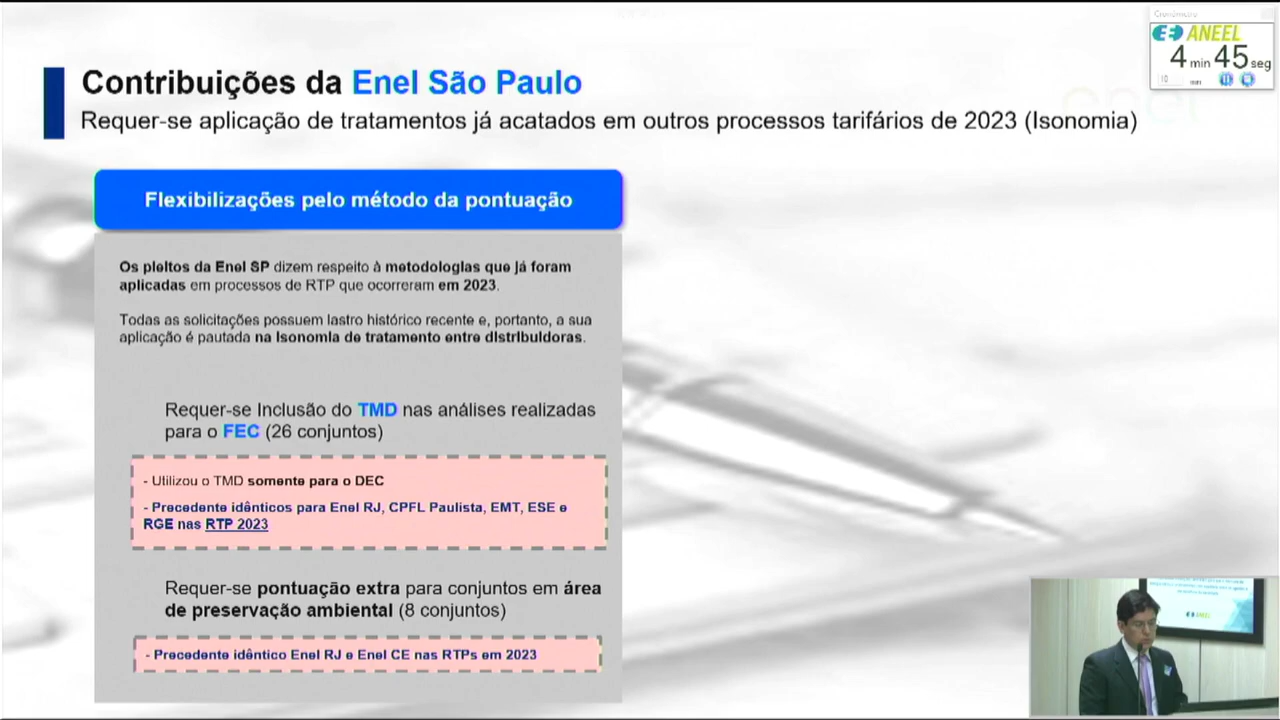 Cronômetro
ANEEL
4 min 45 seg
10 min
Contribuições da Enel São Paulo
Requer-se aplicação de tratamentos já acatados em outros processos tarifários de 2023 (Isonomia)
enel
Flexibilizações pelo método da pontuação
Os pleitos da Enel SP dizem respeito à metodologias que já foram
aplicadas em processos de RTP que ocorreram em 2023.
Todas as solicitações possuem lastro histórico recente e, portanto, a sua
aplicação é pautada na isonomia de tratamento entre distribuidoras.
Requer-se Inclusão do TMD nas análises realizadas
para o FEC (26 conjuntos)
- Utilizou o TMD somente para o DEC
- Precedente idênticos para Enel RJ, CPFL Paulista, EMT, ESE e
RGE nas RTP 2023
Requer-se pontuação extra para conjuntos em área
de preservação ambiental (8 conjuntos)
- Precedente idêntico Enel RJ e Enel CE nas RTPs em 2023
ANEEL